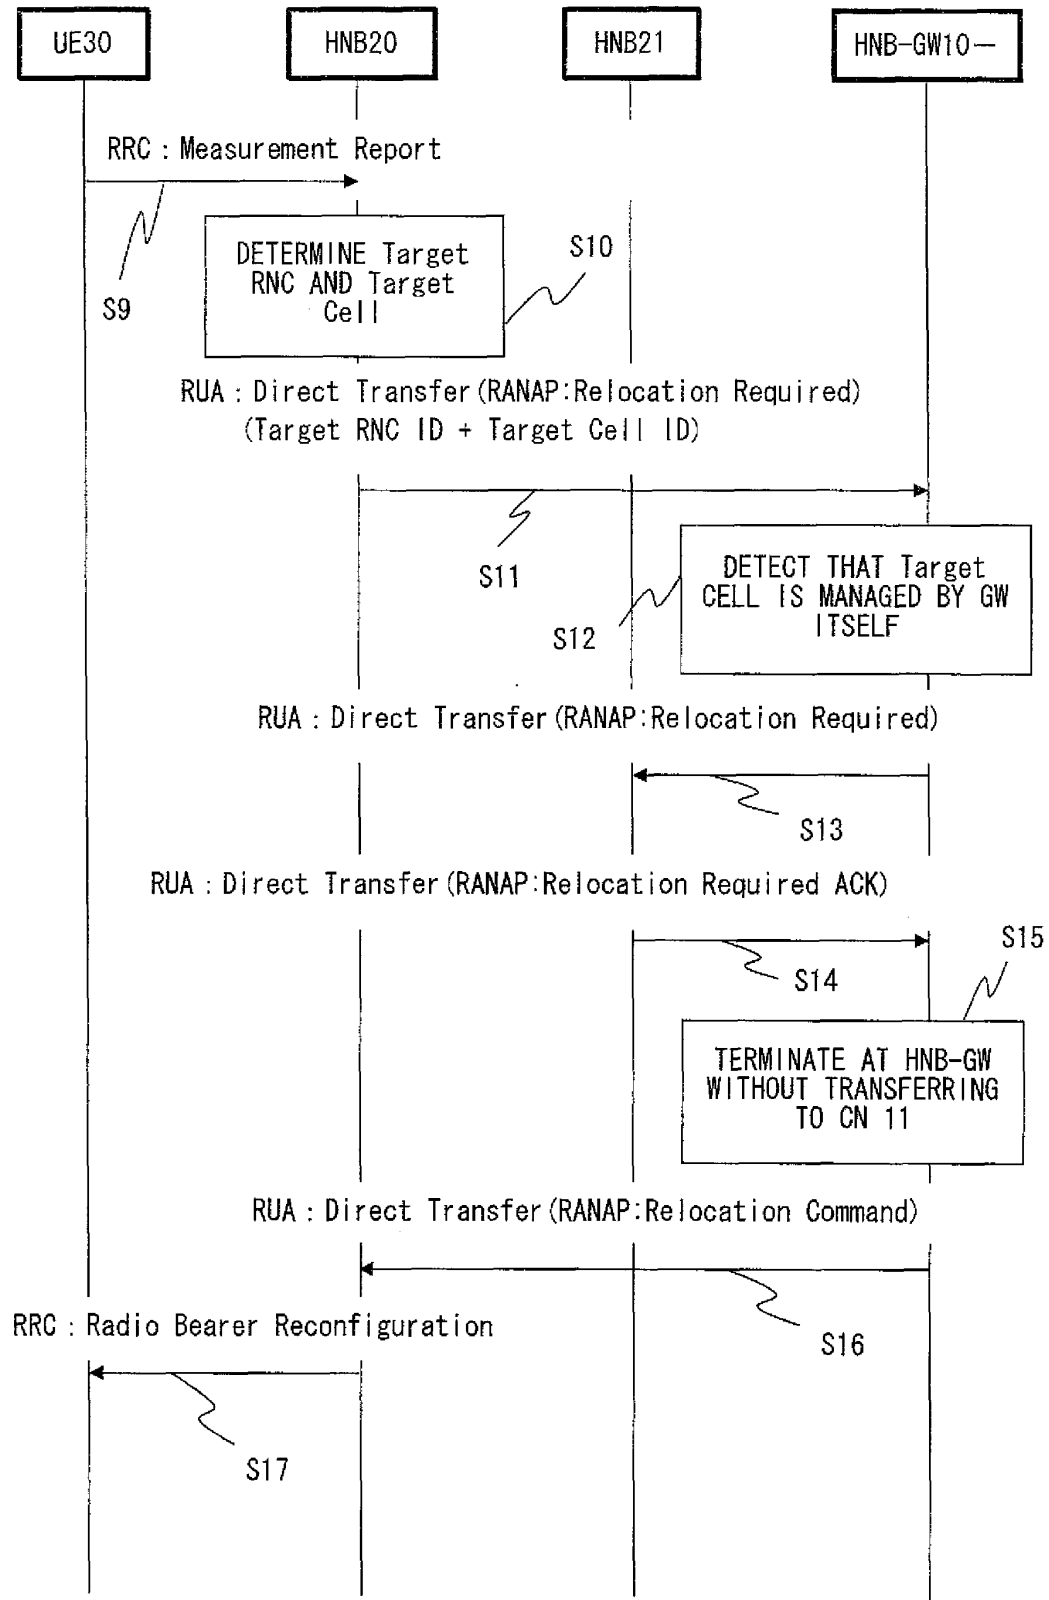 UE30
HNB20
HNB21
HNB-GW10
RRC : Measurement Report
S9
DETERMINE Target
RNC AND Target
Cell
S10
RUA : Direct Transfer(RANAP:Relocation Required)
(Target RNC ID + Target Cell ID)
S11
DETECT THAT Target
CELL IS MANAGED BY GW
ITSELF
S12
RUA : Direct Transfer(RANAP:Relocation Required)
S13
RUA : Direct Transfer(RANAP:Relocation Required ACK)
S14
S15
TERMINATE AT HNB-GW
WITHOUT TRANSFERRING
TO CN 11
RUA : Direct Transfer(RANAP:Relocation Command)
S16
RRC : Radio Bearer Reconfiguration
S17